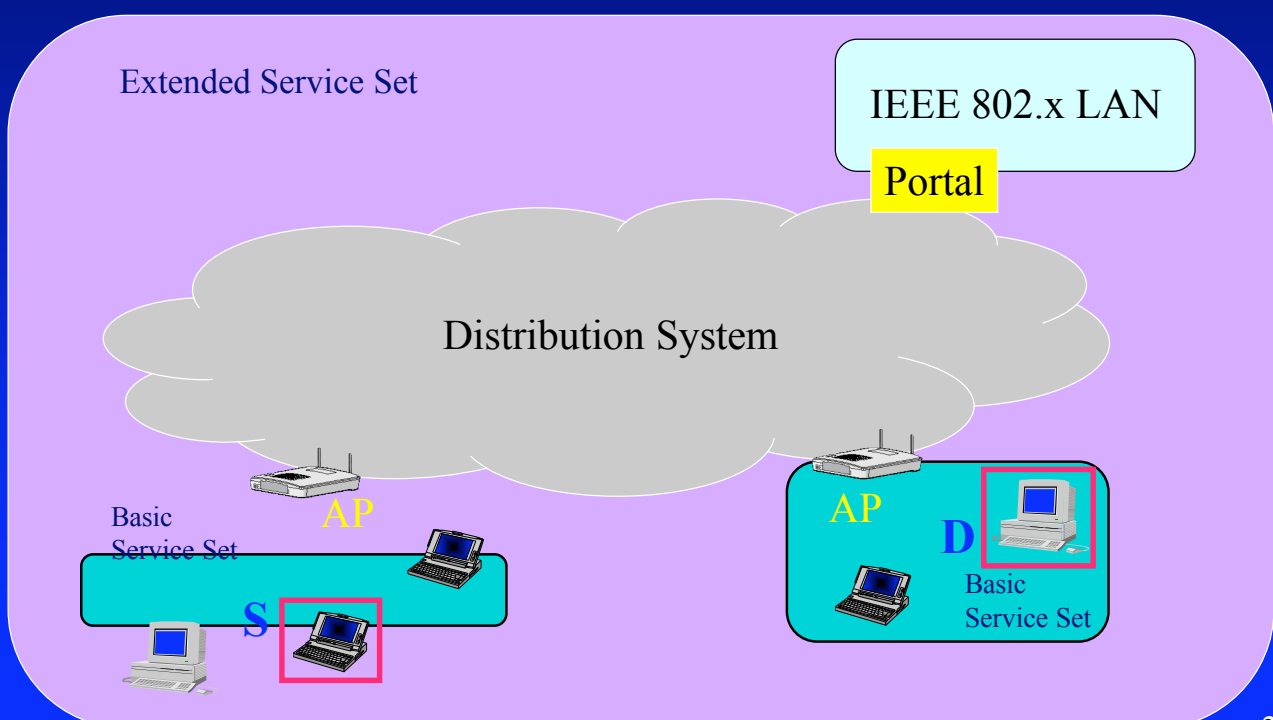 Extended Service Set
IEEE 802.x LAN
Portal
Distribution System
AP
Basic
Service Set
S
AP
D
Basic
Service Set